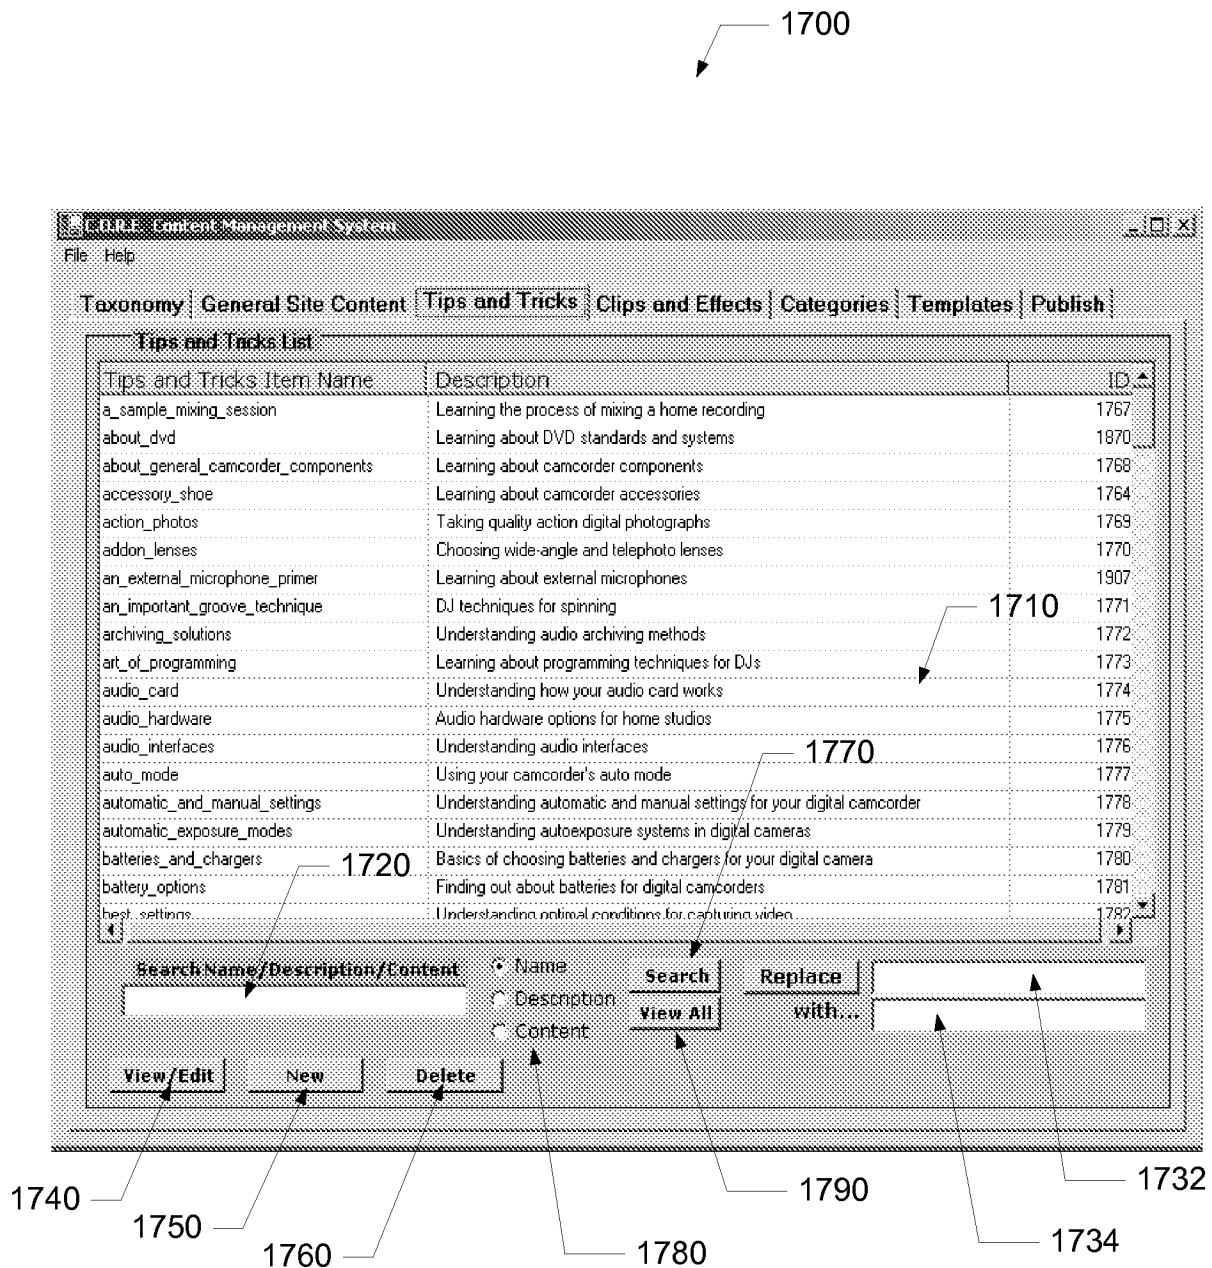 1700
C.O.R.E. Content Management System
File Help
Taxonomy General Site Content Tips and Tricks Clips and Effects Categories Templates Publish
Tips and Tricks List
Tips and Tricks Item Name Description ID
a_sample_mixing_session Learning the process of mixing a home recording 1767
about_dvd Learning about DVD standards and systems 1870
about_general_camcorder_components Learning about camcorder components 1768
accessory_shoe Learning about camcorder accessories 1764
action_photos Taking quality action digital photographs 1769
addon_lenses Choosing wide-angle and telephoto lenses 1770
an_external_microphone_primer Learning about external microphones 1907
an_important_groove_technique DJ techniques for spinning 1771
1710
archiving_solutions Understanding audio archiving methods 1772
art_of_programming Learning about programming techniques for DJs 1773
audio_card Understanding how your audio card works 1774
audio_hardware Audio hardware options for home studios 1775
audio_interfaces Understanding audio interfaces 1776
1770
auto_mode Using your camcorder's auto mode 1777
automatic_and_manual_settings Understanding automatic and manual settings for your digital camcorder 1778
automatic_exposure_modes Understanding autoexposure systems in digital cameras 1779
batteries_and_chargers Basics of choosing batteries and chargers for your digital camera 1780
1720
battery_options Finding out about batteries for digital camcorders 1781
best_settings Understanding optimal conditions for capturing video 1782
Search Name/Description/Content Name Search Replace
Description View All with...
Content
View/Edit New Delete
1740 1750 1760 1780 1790 1734 1732